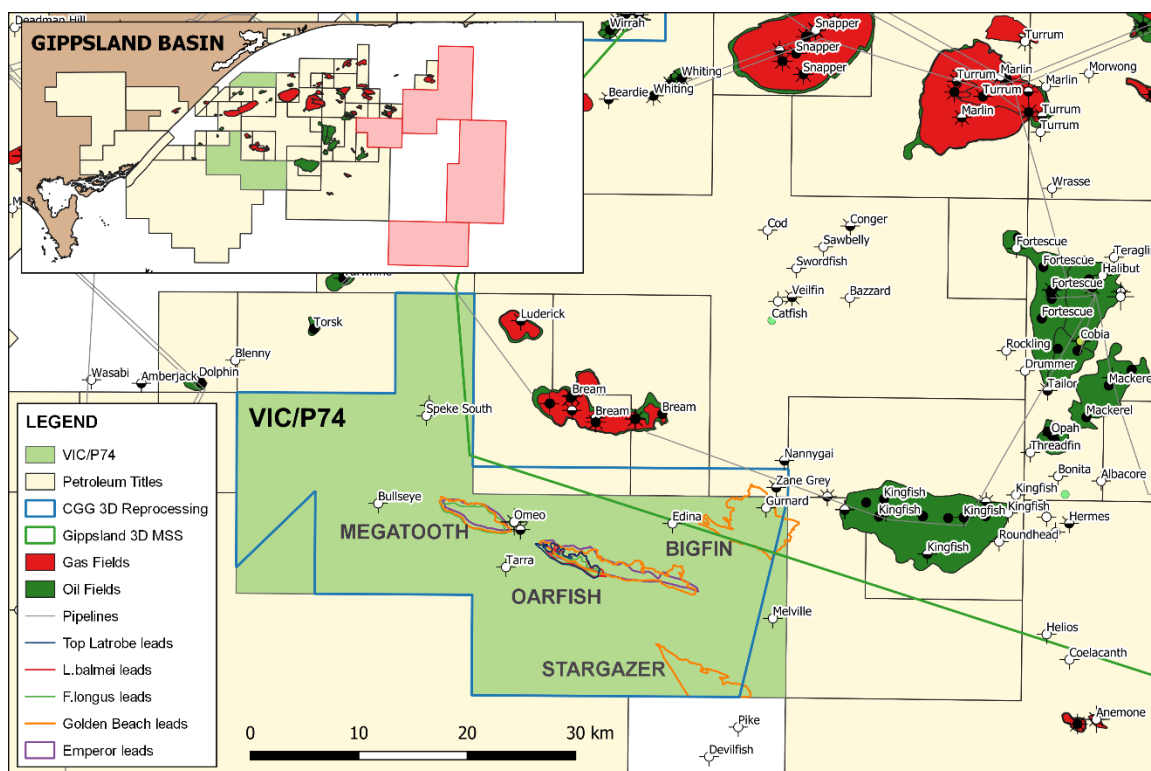 Deadman Hill
GIPPSLAND BASIN
Wirrah
Snapper
Snapper
Snapper
Whiting
Whiting
Beardie
Turrum
Marlin
Morwong
Turrum
Marlin
Turrum
Marlin
Turrum
Turrum
Wrasse
Cod
Conger
Sawbelly
Swordfish
Veilfin
Bazzard
Catfish
Fortescue
Teraglin
Fortescue
Halibut
Fortescue
Fortescue
Cobia
Rockling
Drummer
Mackerel
Tailor
Mackerel
Opah
Threadfin
Torsk
Luderick
Blenny
Wasabi
Amberjack
Dolphin
Bream
Bream
Bream
Speke South
VIC/P74
Nannygai
Zane Grey
Gurnard
Bonita
Albacore
Kingfish
Kingfish
Kingfish
Kingfish
Kingfish
Hermes
Roundhead
Bullseye
Omeo
MEGATOOTH
Edina
BIGFIN
Tarra
OARFISH
Melville
STARGAZER
Helios
Coelacanth
Anemone
Pike
Devilfish
LEGEND
VIC/P74
Petroleum Titles
CGG 3D Reprocessing
Gippsland 3D MSS
Gas Fields
Oil Fields
Pipelines
Top Latrobe leads
L.balmei leads
F.longus leads
Golden Beach leads
Emperor leads
0 10 20 30 km